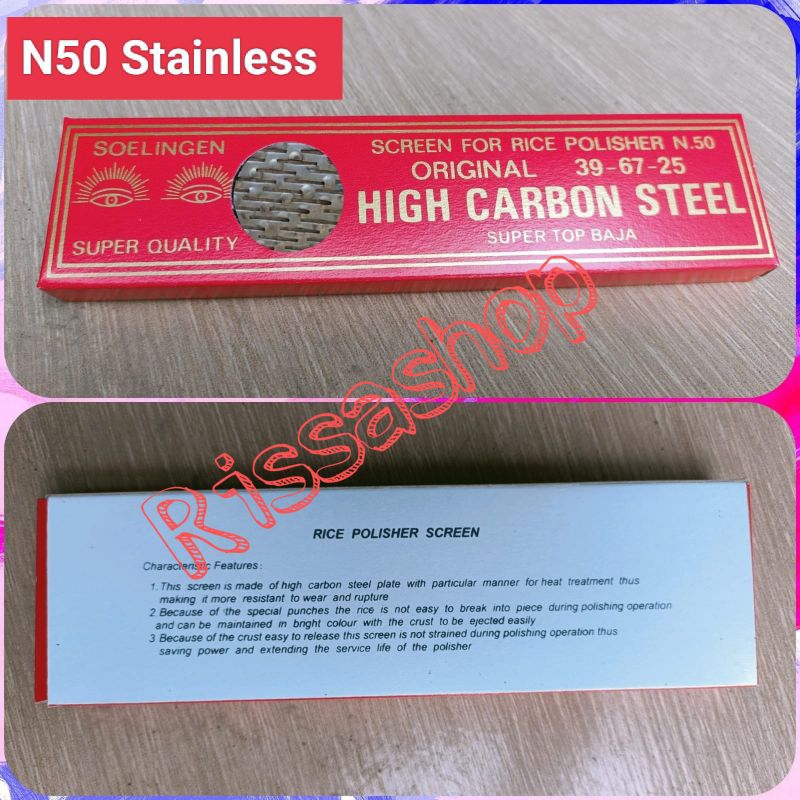 N50 Stainless
SOELINGEN
SUPER QUALITY
SCREEN FOR RICE POLISHER N.50
ORIGINAL 39-67-25
HIGH CARBON STEEL
SUPER TOP BAJA
Rissashop
RICE POLISHER SCREEN
Characteristic Features :
1. This screen is made of high carbon steel plate with particular manner for heat treatment thus
making it more resistant to wear and rupture
2 Because of the special punches the rice is not easy to break into piece during polishing operation
and can be maintained in bright colour with the crust to be ejected easily
3 Because of the crust easy to release this screen is not strained during polishing operation thus
saving power and extending the service life of the polisher